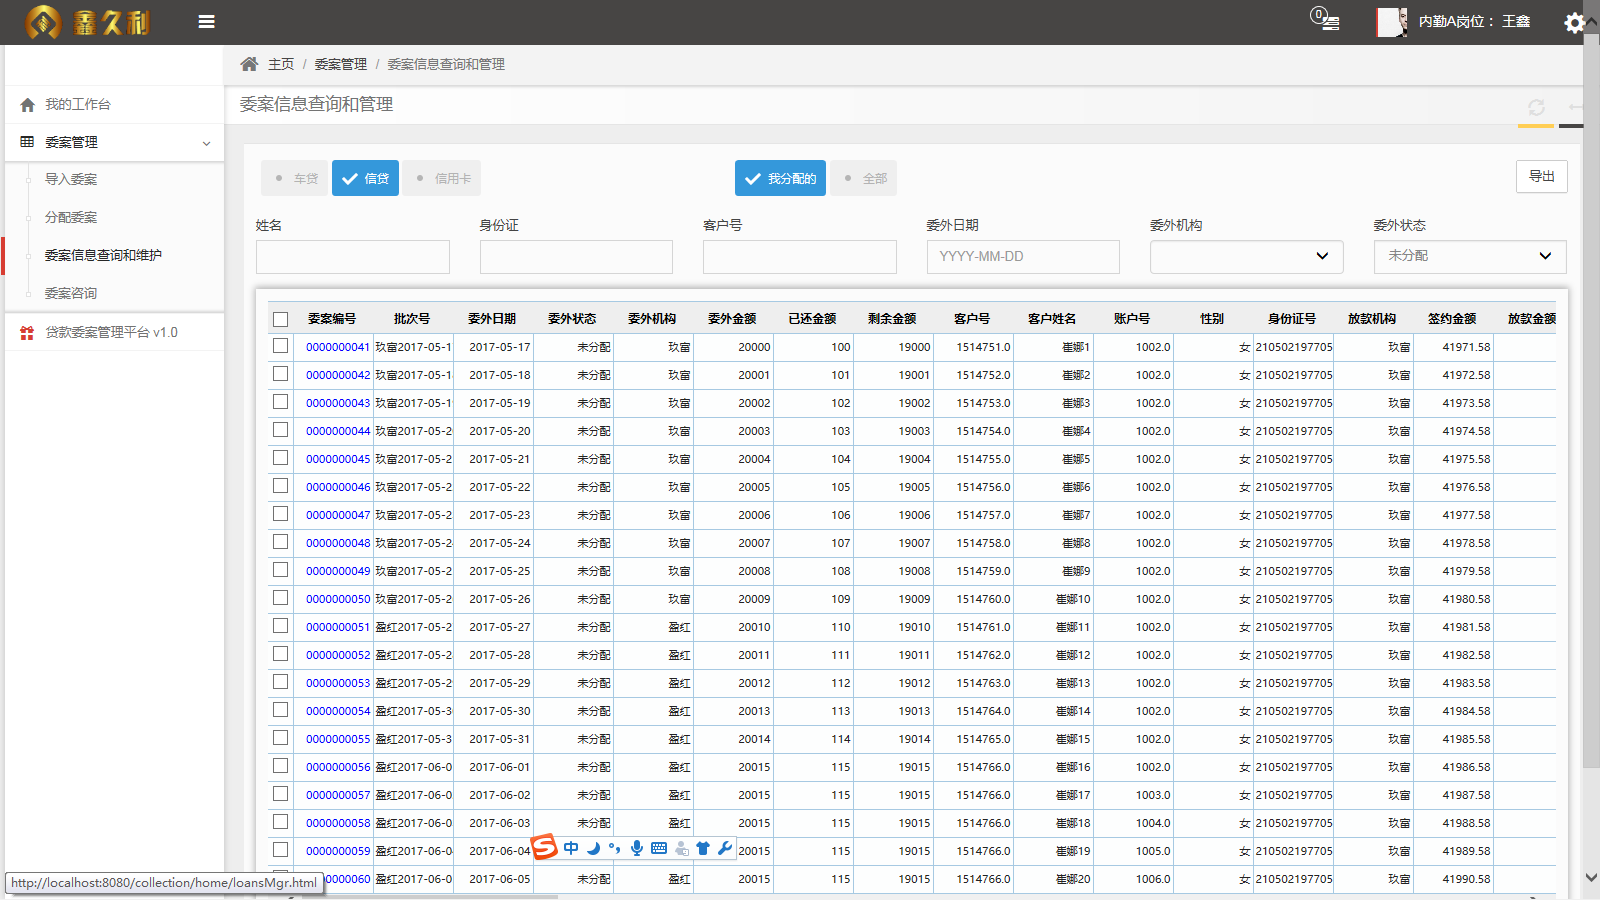 鑫久利
0
内勤A岗位： 王鑫
主页 / 委案管理 / 委案信息查询和管理
我的工作台
委案管理
导入委案
分配委案
委案信息查询和维护
委案咨询
贷款委案管理平台 v1.0
委案信息查询和管理
车贷 信贷 信用卡 我分配的 全部 导出
姓名 身份证 客户号 委外日期 委外机构 委外状态
YYYY-MM-DD 未分配
委案编号 批次号 委外日期 委外状态 委外机构 委外金额 已还金额 剩余金额 客户号 客户姓名 账户号 性别 身份证号 放款机构 签约金额 放款金额
0000000041 玖富2017-05-1 2017-05-17 未分配 玖富 20000 100 19000 1514751.0 崔娜1 1002.0 女 210502197705 玖富 41971.58
0000000042 玖富2017-05-1 2017-05-18 未分配 玖富 20001 101 19001 1514752.0 崔娜2 1002.0 女 210502197705 玖富 41972.58
0000000043 玖富2017-05-1 2017-05-19 未分配 玖富 20002 102 19002 1514753.0 崔娜3 1002.0 女 210502197705 玖富 41973.58
0000000044 玖富2017-05-2 2017-05-20 未分配 玖富 20003 103 19003 1514754.0 崔娜4 1002.0 女 210502197705 玖富 41974.58
0000000045 玖富2017-05-2 2017-05-21 未分配 玖富 20004 104 19004 1514755.0 崔娜5 1002.0 女 210502197705 玖富 41975.58
0000000046 玖富2017-05-2 2017-05-22 未分配 玖富 20005 105 19005 1514756.0 崔娜6 1002.0 女 210502197705 玖富 41976.58
0000000047 玖富2017-05-2 2017-05-23 未分配 玖富 20006 106 19006 1514757.0 崔娜7 1002.0 女 210502197705 玖富 41977.58
0000000048 玖富2017-05-2 2017-05-24 未分配 玖富 20007 107 19007 1514758.0 崔娜8 1002.0 女 210502197705 玖富 41978.58
0000000049 玖富2017-05-2 2017-05-25 未分配 玖富 20008 108 19008 1514759.0 崔娜9 1002.0 女 210502197705 玖富 41979.58
0000000050 玖富2017-05-2 2017-05-26 未分配 玖富 20009 109 19009 1514760.0 崔娜10 1002.0 女 210502197705 玖富 41980.58
0000000051 盈红2017-05-2 2017-05-27 未分配 盈红 20010 110 19010 1514761.0 崔娜11 1002.0 女 210502197705 玖富 41981.58
0000000052 盈红2017-05-2 2017-05-28 未分配 盈红 20011 111 19011 1514762.0 崔娜12 1002.0 女 210502197705 玖富 41982.58
0000000053 盈红2017-05-2 2017-05-29 未分配 盈红 20012 112 19012 1514763.0 崔娜13 1002.0 女 210502197705 玖富 41983.58
0000000054 盈红2017-05-3 2017-05-30 未分配 盈红 20013 113 19013 1514764.0 崔娜14 1002.0 女 210502197705 玖富 41984.58
0000000055 盈红2017-05-3 2017-05-31 未分配 盈红 20014 114 19014 1514765.0 崔娜15 1002.0 女 210502197705 玖富 41985.58
0000000056 盈红2017-06-0 2017-06-01 未分配 盈红 20015 115 19015 1514766.0 崔娜16 1002.0 女 210502197705 玖富 41986.58
0000000057 盈红2017-06-0 2017-06-02 未分配 盈红 20015 115 19015 1514766.0 崔娜17 1003.0 女 210502197705 玖富 41987.58
0000000058 盈红2017-06-0 2017-06-03 未分配 盈红 20015 115 19015 1514766.0 崔娜18 1004.0 女 210502197705 玖富 41988.58
0000000059 盈红2017-06-0 2017-06-04 20015 115 19015 1514766.0 崔娜19 1005.0 女 210502197705 玖富 41989.58
S中
000060 盈红2017-06-0 2017-06-05 未分配 盈红 20015 115 19015 1514766.0 崔娜20 1006.0 女 210502197705 玖富 41990.58
http://localhost:8080/collection/home/loansMgr.html